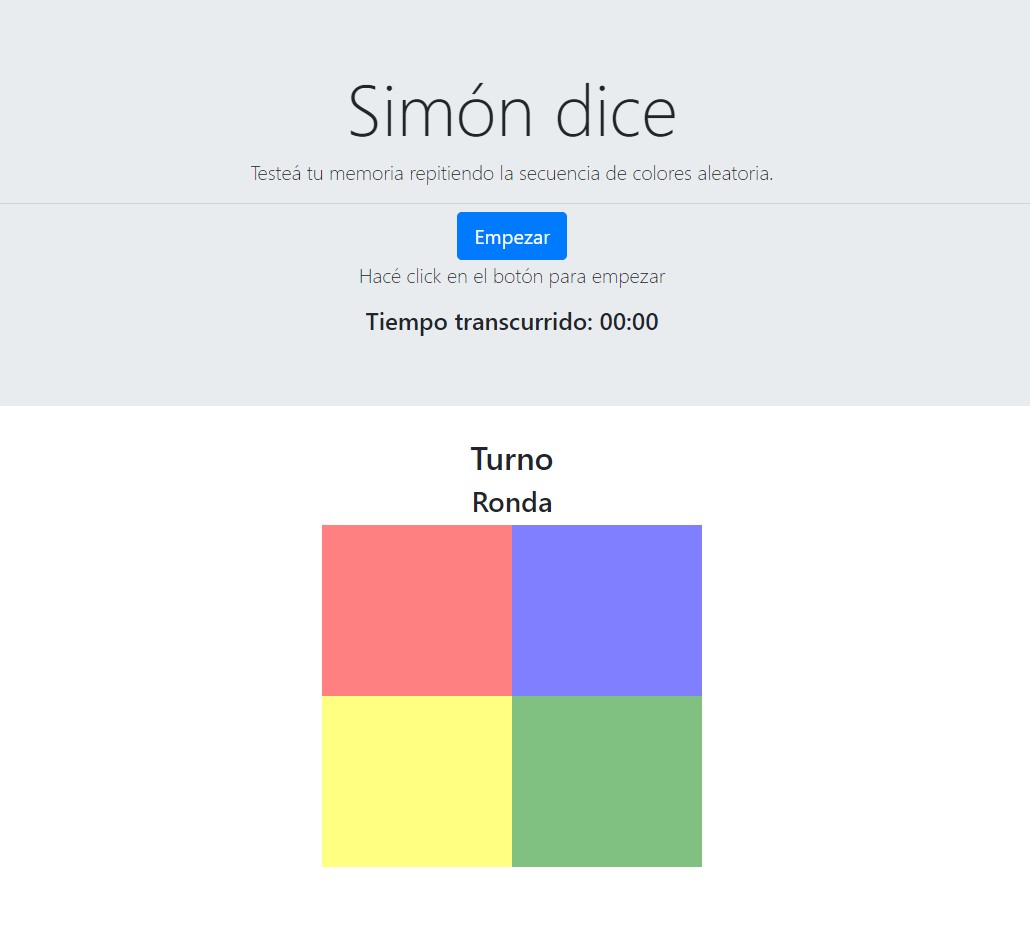 Simón dice
Testeá tu memoria repitiendo la secuencia de colores aleatoria.
Empezar
Hacé click en el botón para empezar
Tiempo transcurrido: 00:00
Turno
Ronda